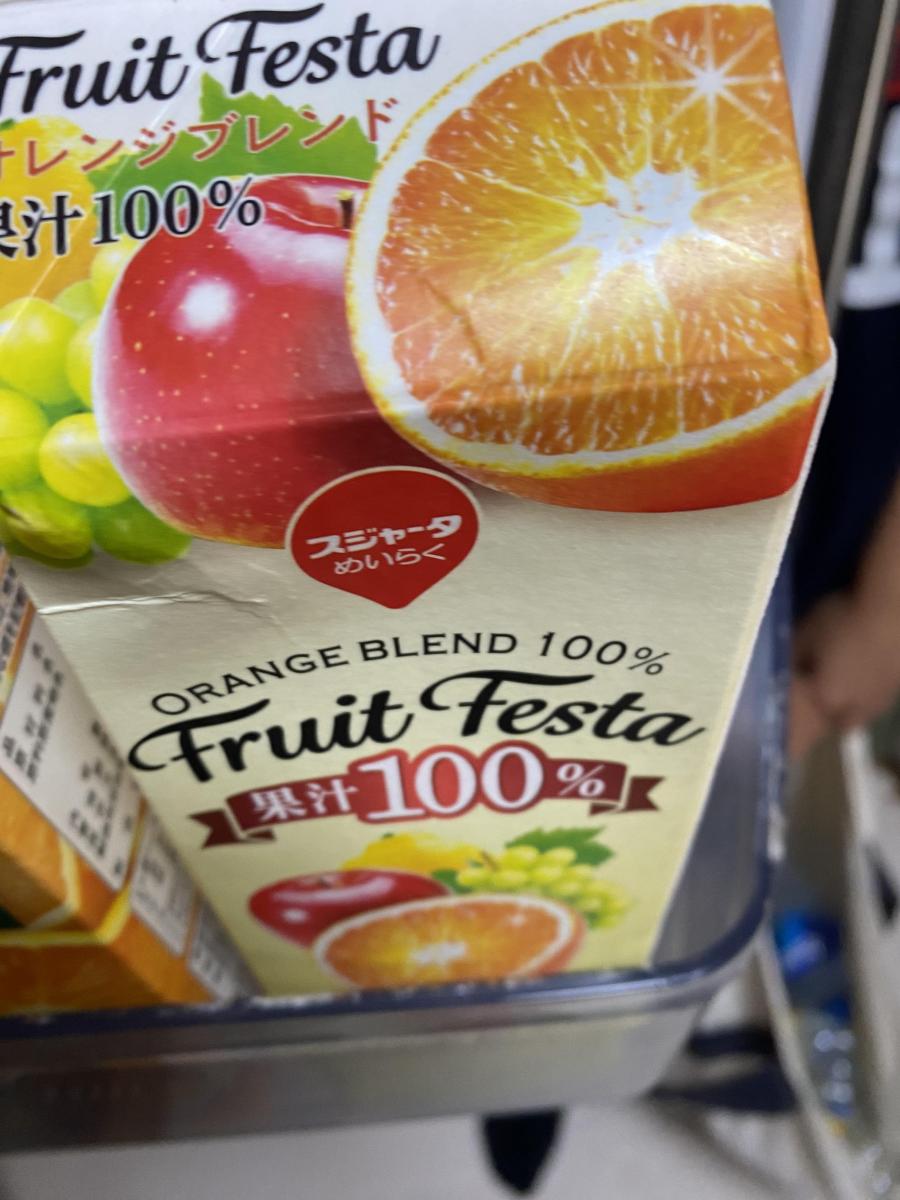 Fruit Festa
オレンジブレンド
果汁100%
スジャータ
めいらく
ORANGE BLEND 100%
Fruit Festa
果汁100%